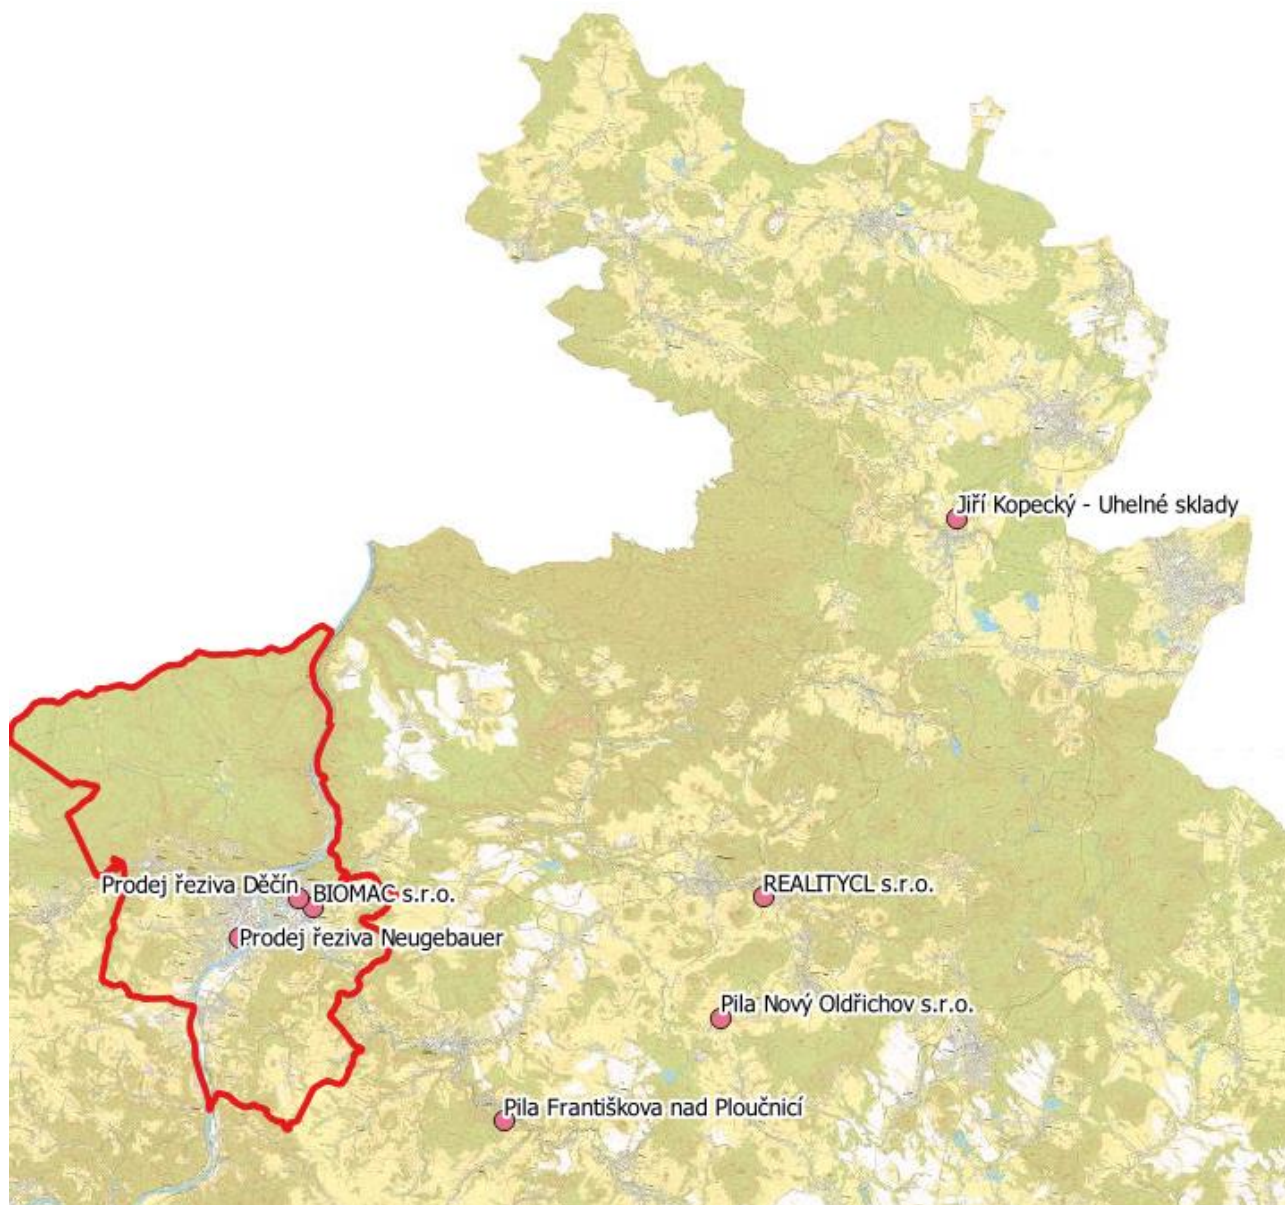 Jiří Kopecký - Uhelné sklady
Prodej řeziva Děčín
BIOMAC s.r.o.
REALITYCL s.r.o.
Prodej řeziva Neugebauer
Pila Nový Oldřichov s.r.o.
Pila Františkova nad Ploučnicí